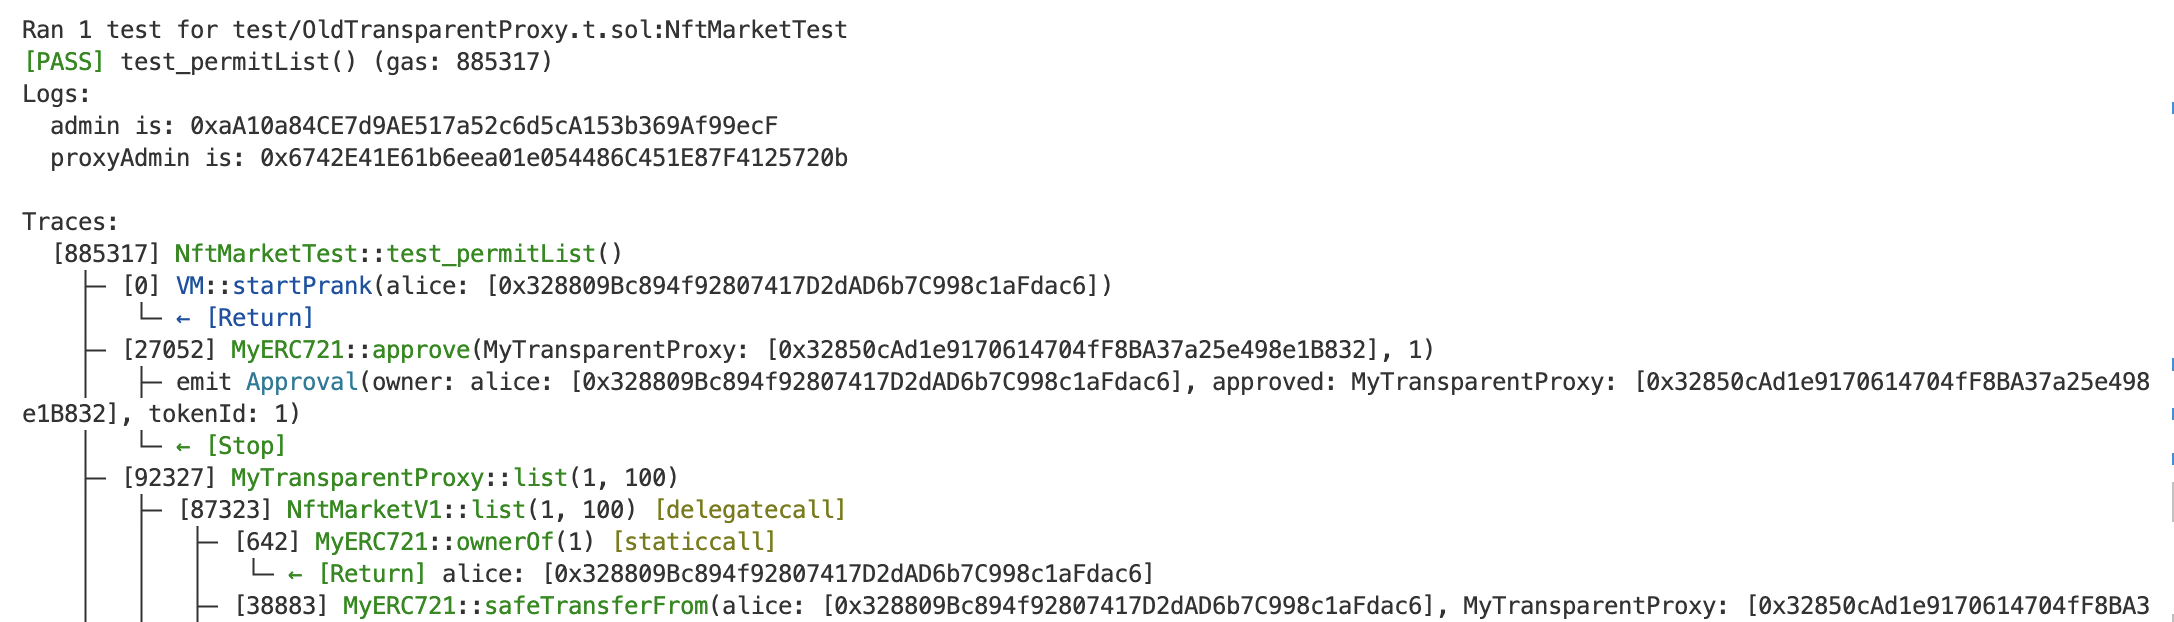 Ran 1 test for test/OldTransparentProxy.t.sol:NftMarketTest
[PASS] test_permitList() (gas: 885317)
Logs:
admin is: 0xaA10a84CE7d9AE517a52c6d5cA153b369Af99ecF
proxyAdmin is: 0x6742E41E61b6eea01e054486C451E87F4125720b
Traces:
[885317] NftMarketTest::test_permitList()
├─ [0] VM::startPrank(alice: [0x328809Bc894f92807417D2dAD6b7C998c1aFdac6])
│   └─ ← [Return]
├─ [27052] MyERC721::approve(MyTransparentProxy: [0x32850cAd1e9170614704fF8BA37a25e498e1B832], 1)
│   ├─ emit Approval(owner: alice: [0x328809Bc894f92807417D2dAD6b7C998c1aFdac6], approved: MyTransparentProxy: [0x32850cAd1e9170614704fF8BA37a25e498
e1B832], tokenId: 1)
│   └─ ← [Stop]
├─ [92327] MyTransparentProxy::list(1, 100)
│   ├─ [87323] NftMarketV1::list(1, 100) [delegatecall]
│   │   ├─ [642] MyERC721::ownerOf(1) [staticcall]
│   │   │   └─ ← [Return] alice: [0x328809Bc894f92807417D2dAD6b7C998c1aFdac6]
│   │   ├─ [38883] MyERC721::safeTransferFrom(alice: [0x328809Bc894f92807417D2dAD6b7C998c1aFdac6], MyTransparentProxy: [0x32850cAd1e9170614704fF8BA3